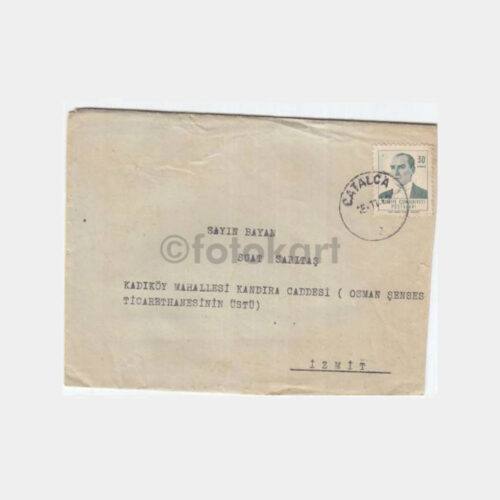 30
ÇATALCA
TÜRKİYE CUMHURİYETİ
POSTALARI
SAYIN BAYAN
©fotokart
SUAT SARITAŞ
KADIKÖY MAHALLESİ KANDIRA CADDESİ ( OSMAN ŞENSES
TİCARETHANESİNİN ÜSTÜ)
İZMİT